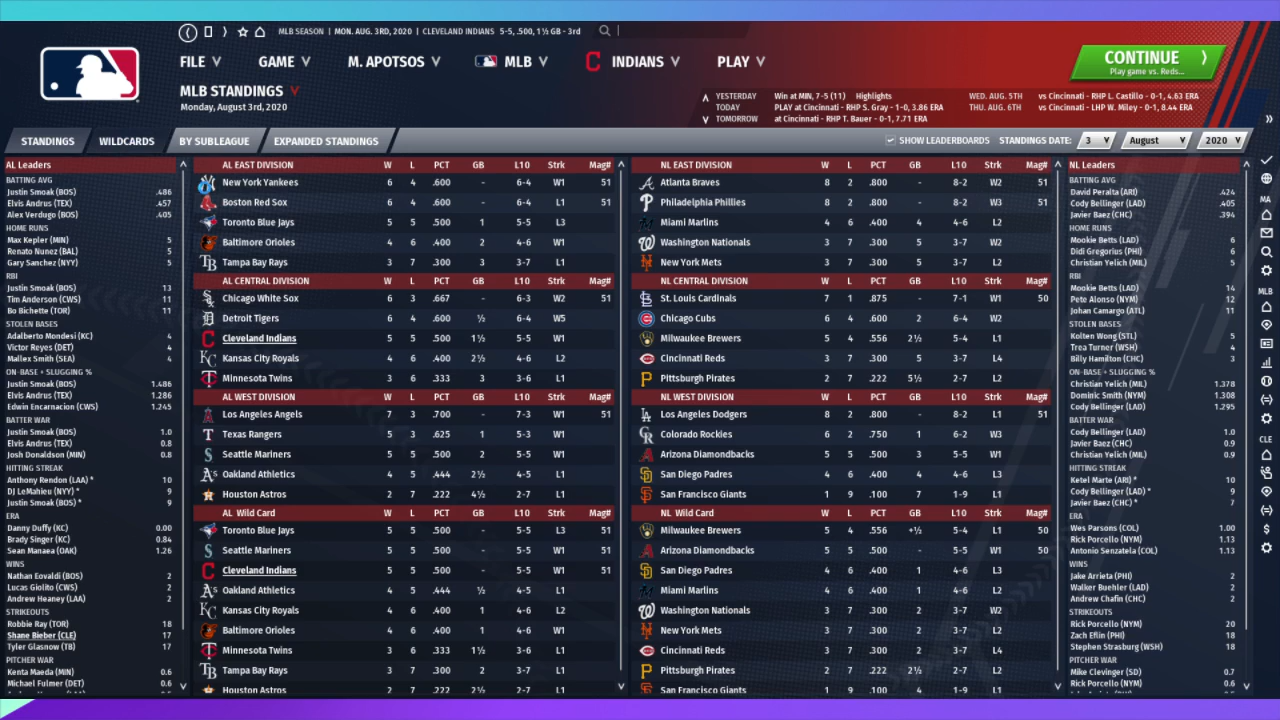 MLB SEASON | MON. AUG. 3RD, 2020 | CLEVELAND INDIANS 5-5, .500, 1½ GB - 3rd
FILE GAME M. APOTSOS MLB INDIANS PLAY
CONTINUE
Play game vs. Reds...
MLB STANDINGS
Monday, August 3rd, 2020
YESTERDAY Win at MIN, 7-5 (11) Highlights WED. AUG. 5TH vs Cincinnati - RHP L. Castillo - 0-1, 4.63 ERA
TODAY PLAY at Cincinnati - RHP S. Gray - 1-0, 3.86 ERA THU. AUG. 6TH vs Cincinnati - LHP W. Miley - 0-1, 8.44 ERA
TOMORROW at Cincinnati - RHP T. Bauer - 0-1, 7.71 ERA
STANDINGS WILDCARDS BY SUBLEAGUE EXPANDED STANDINGS SHOW LEADERBOARDS STANDINGS DATE: 3 August 2020
AL Leaders
BATTING AVG
Justin Smoak (BOS) .486
Elvis Andrus (TEX) .457
Alex Verdugo (BOS) .405
HOME RUNS
Max Kepler (MIN) 5
Renato Nunez (BAL) 5
Gary Sanchez (NYY) 5
RBI
Justin Smoak (BOS) 13
Tim Anderson (CWS) 11
Bo Bichette (TOR) 11
STOLEN BASES
Adalberto Mondesi (KC) 4
Victor Reyes (DET) 4
Mallex Smith (SEA) 4
ON-BASE + SLUGGING %
Justin Smoak (BOS) 1.486
Elvis Andrus (TEX) 1.286
Edwin Encarnacion (CWS) 1.245
BATTER WAR
Justin Smoak (BOS) 1.0
Elvis Andrus (TEX) 0.8
Josh Donaldson (MIN) 0.8
HITTING STREAK
Anthony Rendon (LAA) * 10
DJ LeMahieu (NYY) * 9
Justin Smoak (BOS) * 9
ERA
Danny Duffy (KC) 0.00
Brady Singer (KC) 0.84
Sean Manaea (OAK) 1.26
WINS
Nathan Eovaldi (BOS) 2
Lucas Giolito (CWS) 2
Andrew Heaney (LAA) 2
STRIKEOUTS
Robbie Ray (TOR) 18
Shane Bieber (CLE) 17
Tyler Glasnow (TB) 17
PITCHER WAR
Kenta Maeda (MIN) 0.6
Michael Fulmer (DET) 0.6
AL EAST DIVISION W L PCT GB L10 Strk Mag#
New York Yankees 6 4 .600 - 6-4 W1 51
Boston Red Sox 6 4 .600 - 6-4 L1 51
Toronto Blue Jays 5 5 .500 1 5-5 L3
Baltimore Orioles 4 6 .400 2 4-6 W1
Tampa Bay Rays 3 7 .300 3 3-7 L1
AL CENTRAL DIVISION W L PCT GB L10 Strk Mag#
Chicago White Sox 6 3 .667 - 6-3 W2 51
Detroit Tigers 6 4 .600 ½ 6-4 W5
Cleveland Indians 5 5 .500 1½ 5-5 W1
Kansas City Royals 4 6 .400 2½ 4-6 L2
Minnesota Twins 3 6 .333 3 3-6 L1
AL WEST DIVISION W L PCT GB L10 Strk Mag#
Los Angeles Angels 7 3 .700 - 7-3 W1 51
Texas Rangers 5 3 .625 1 5-3 W1
Seattle Mariners 5 5 .500 2 5-5 W1
Oakland Athletics 4 5 .444 2½ 4-5 L1
Houston Astros 2 7 .222 4½ 2-7 L1
AL Wild Card W L PCT GB L10 Strk Mag#
Toronto Blue Jays 5 5 .500 - 5-5 L3 51
Seattle Mariners 5 5 .500 - 5-5 W1 51
Cleveland Indians 5 5 .500 - 5-5 W1 51
Oakland Athletics 4 5 .444 ½ 4-5 L1
Kansas City Royals 4 6 .400 1 4-6 L2
Baltimore Orioles 4 6 .400 1 4-6 W1
Minnesota Twins 3 6 .333 1½ 3-6 L1
Tampa Bay Rays 3 7 .300 2 3-7 L1
Houston Astros 2 7 .222 2½ 2-7 L1
NL EAST DIVISION W L PCT GB L10 Strk Mag#
Atlanta Braves 8 2 .800 - 8-2 W2 51
Philadelphia Phillies 8 2 .800 - 8-2 W3 51
Miami Marlins 4 6 .400 4 4-6 L2
Washington Nationals 3 7 .300 5 3-7 W2
New York Mets 3 7 .300 5 3-7 L2
NL CENTRAL DIVISION W L PCT GB L10 Strk Mag#
St. Louis Cardinals 7 1 .875 - 7-1 W1 50
Chicago Cubs 6 4 .600 2 6-4 W2
Milwaukee Brewers 5 4 .556 2½ 5-4 L1
Cincinnati Reds 3 7 .300 5 3-7 L4
Pittsburgh Pirates 2 7 .222 5½ 2-7 L2
NL WEST DIVISION W L PCT GB L10 Strk Mag#
Los Angeles Dodgers 8 2 .800 - 8-2 L1 51
Colorado Rockies 6 2 .750 1 6-2 W3
Arizona Diamondbacks 5 5 .500 3 5-5 W1
San Diego Padres 4 6 .400 4 4-6 L3
San Francisco Giants 1 9 .100 7 1-9 L1
NL Wild Card W L PCT GB L10 Strk Mag#
Milwaukee Brewers 5 4 .556 +½ 5-4 L1 50
Arizona Diamondbacks 5 5 .500 - 5-5 W1 50
San Diego Padres 4 6 .400 1 4-6 L3
Miami Marlins 4 6 .400 1 4-6 L2
Washington Nationals 3 7 .300 2 3-7 W2
New York Mets 3 7 .300 2 3-7 L2
Cincinnati Reds 3 7 .300 2 3-7 L4
Pittsburgh Pirates 2 7 .222 2½ 2-7 L2
San Francisco Giants 1 9 .100 4 1-9 L1
NL Leaders
BATTING AVG
David Peralta (ARI) .424
Cody Bellinger (LAD) .405
Javier Baez (CHC) .394
HOME RUNS
Mookie Betts (LAD) 6
Didi Gregorius (PHI) 6
Christian Yelich (MIL) 5
RBI
Mookie Betts (LAD) 14
Pete Alonso (NYM) 12
Johan Camargo (ATL) 11
STOLEN BASES
Kolten Wong (STL) 5
Trea Turner (WSH) 4
Billy Hamilton (CHC) 3
ON-BASE + SLUGGING %
Christian Yelich (MIL) 1.378
Dominic Smith (NYM) 1.308
Cody Bellinger (LAD) 1.295
BATTER WAR
Cody Bellinger (LAD) 1.0
Javier Baez (CHC) 0.9
Christian Yelich (MIL) 0.9
HITTING STREAK
Ketel Marte (ARI) * 10
Cody Bellinger (LAD) * 9
Javier Baez (CHC) * 7
ERA
Wes Parsons (COL) 1.00
Rick Porcello (NYM) 1.13
Antonio Senzatela (COL) 1.13
WINS
Jake Arrieta (PHI) 2
Walker Buehler (LAD) 2
Andrew Chafin (CHC) 2
STRIKEOUTS
Rick Porcello (NYM) 20
Zach Eflin (PHI) 18
Stephen Strasburg (WSH) 18
PITCHER WAR
Mike Clevinger (SD) 0.7
Rick Porcello (NYM) 0.6
MA
MLB
CLE